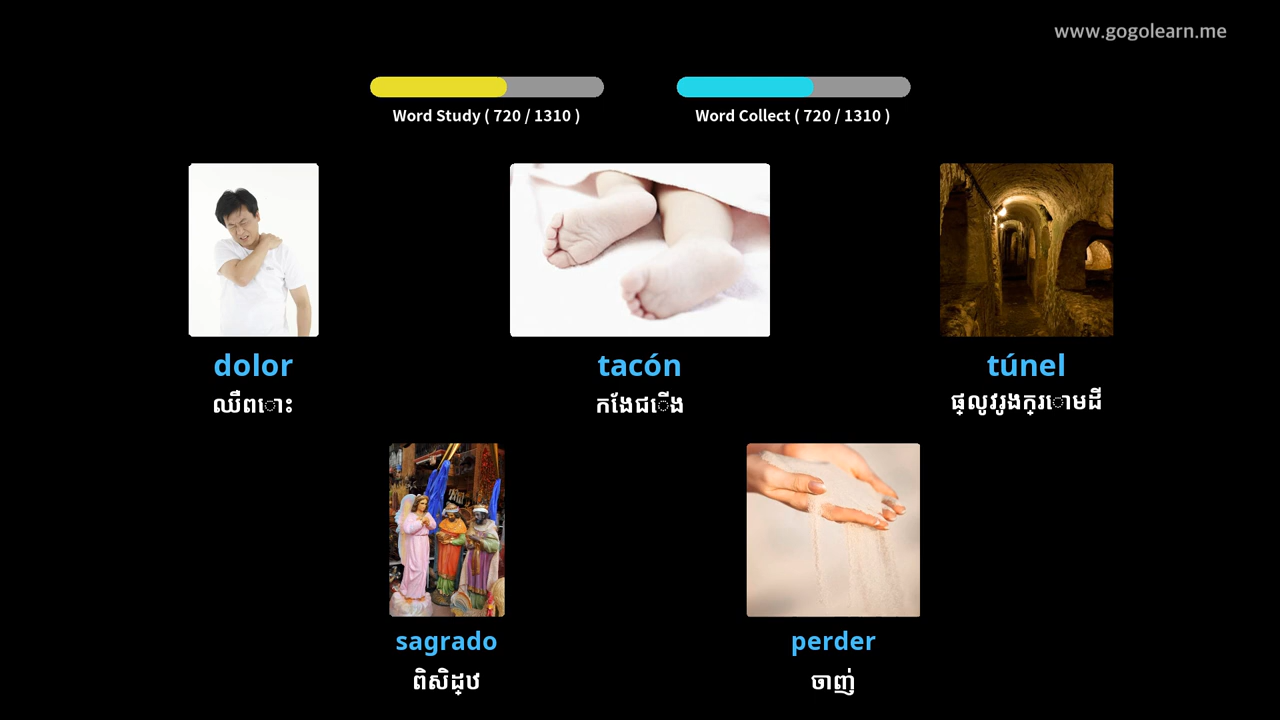 www.gogolearn.me
Word Study ( 720 / 1310 )
Word Collect ( 720 / 1310 )
dolor
ឈឺពោះ
tacón
កងែជើង
túnel
ផ្លូវរូងក្រោមដី
sagrado
ពិសិដ្ឋ
perder
ចាញ់